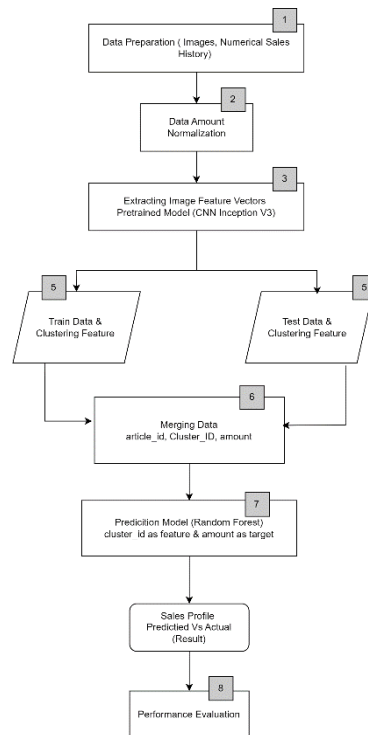 1
Data Preparation ( Images, Numerical Sales
History)
2
Data Amount
Normalization
3
Extracting Image Feature Vectors
Pretrained Model (CNN Inception V3)
5
Train Data &
Clustering Feature
5
Test Data &
Clustering Feature
6
Merging Data
article_id, Cluster_ID, amount
7
Predicition Model (Random Forest)
cluster_id as feature & amount as target
Sales Profile
Predictied Vs Actual
(Result)
8
Performance Evaluation